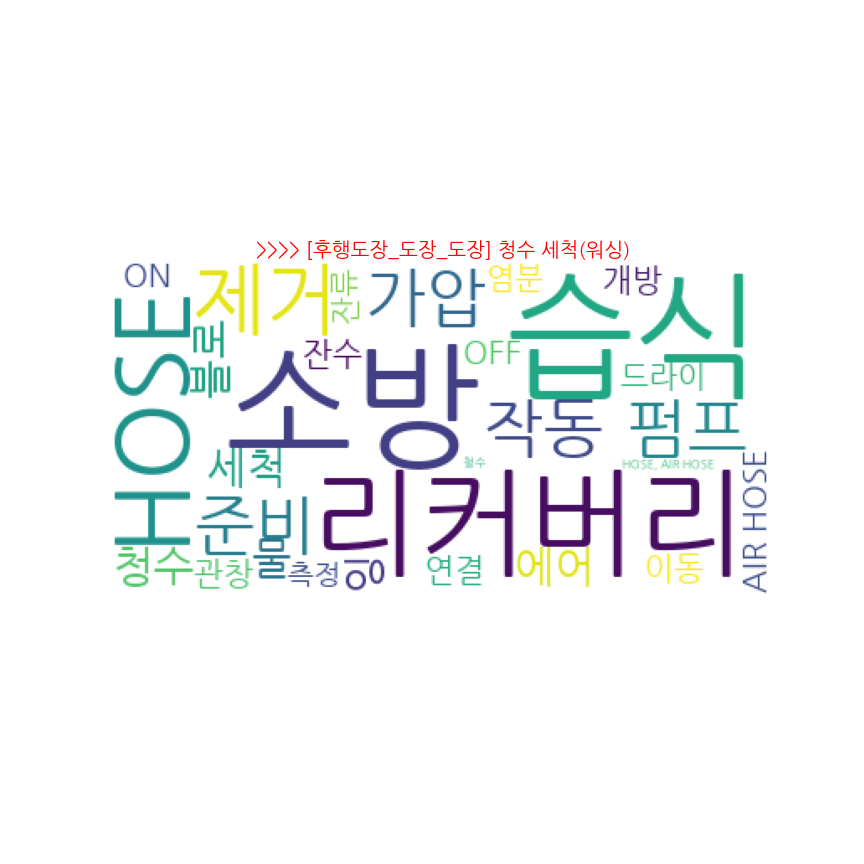 >>>> [후행도장_도장_도장] 청수 세척(워싱)
ON
제거
잔류
가압
염분
개방
습식
HOSE
블로
잔수
OFF
드라이
소방
작동
펌프
세척
철수
HOSE, AIR HOSE
리커버리
AIR HOSE
준비
물
청수
관창
측정
잉
연결
에어
이동